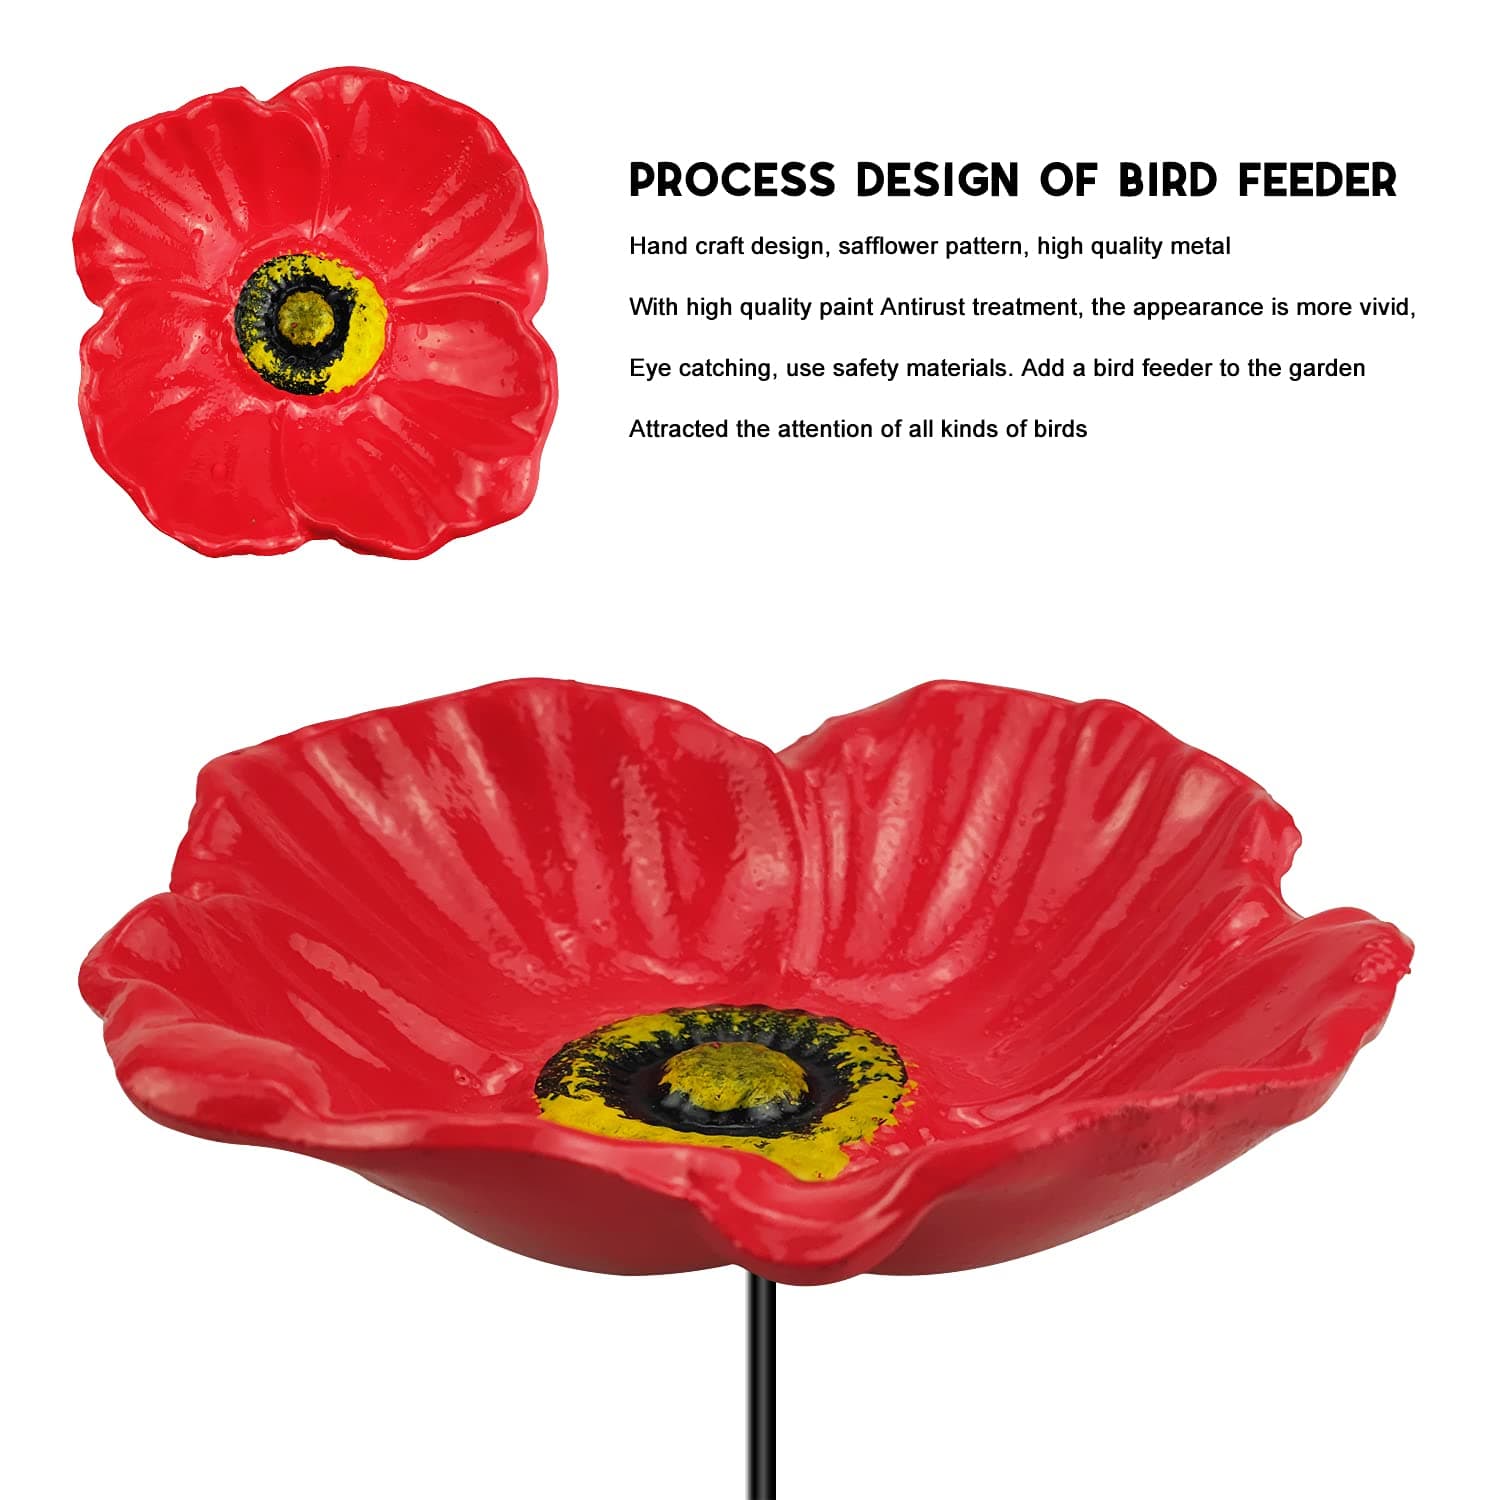 PROCESS DESIGN OF BIRD FEEDER
Hand craft design, safflower pattern, high quality metal
With high quality paint Antirust treatment, the appearance is more vivid,
Eye catching, use safety materials. Add a bird feeder to the garden
Attracted the attention of all kinds of birds